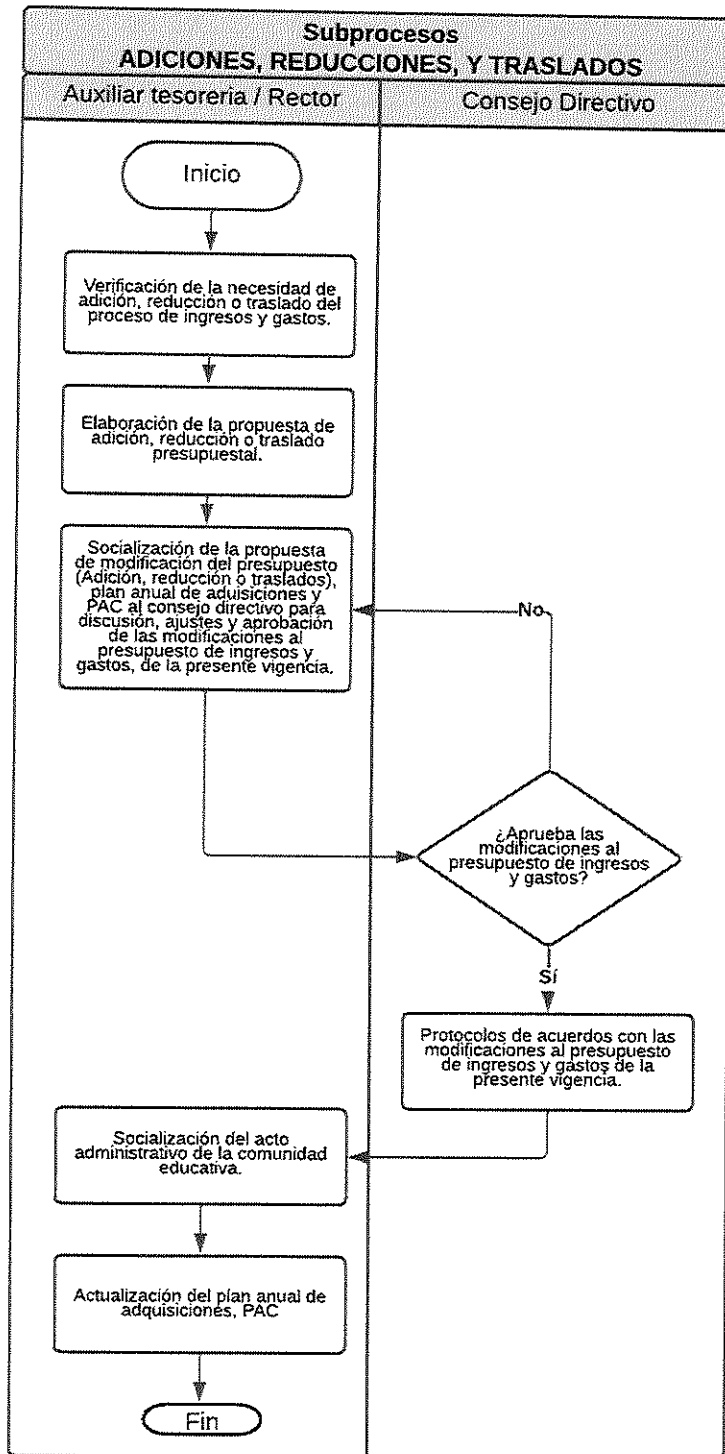 Subprocesos
ADICIONES, REDUCCIONES, Y TRASLADOS
Auxiliar tesoreria / Rector
Consejo Directivo
Inicio
Verificación de la necesidad de
adición, reducción o traslado del
proceso de ingresos y gastos.
Elaboración de la propuesta de
adición, reducción o traslado
presupuestal.
Socialización de la propuesta
de modificación del presupuesto
(Adición, reducción o traslados),
plan anual de aduisiciones y
PAC al consejo directivo para
discusión, ajustes y aprobación
de las modificaciones al
presupuesto de ingresos y
gastos, de la presente vigencia.
No
¿Aprueba las
modificaciones al
presupuesto de ingresos
y gastos?
Sí
Protocolos de acuerdos con las
modificaciones al presupuesto
de ingresos y gastos de la
presente vigencia.
Socialización del acto
administrativo de la comunidad
educativa.
Actualización del plan anual de
adquisiciones, PAC
Fin